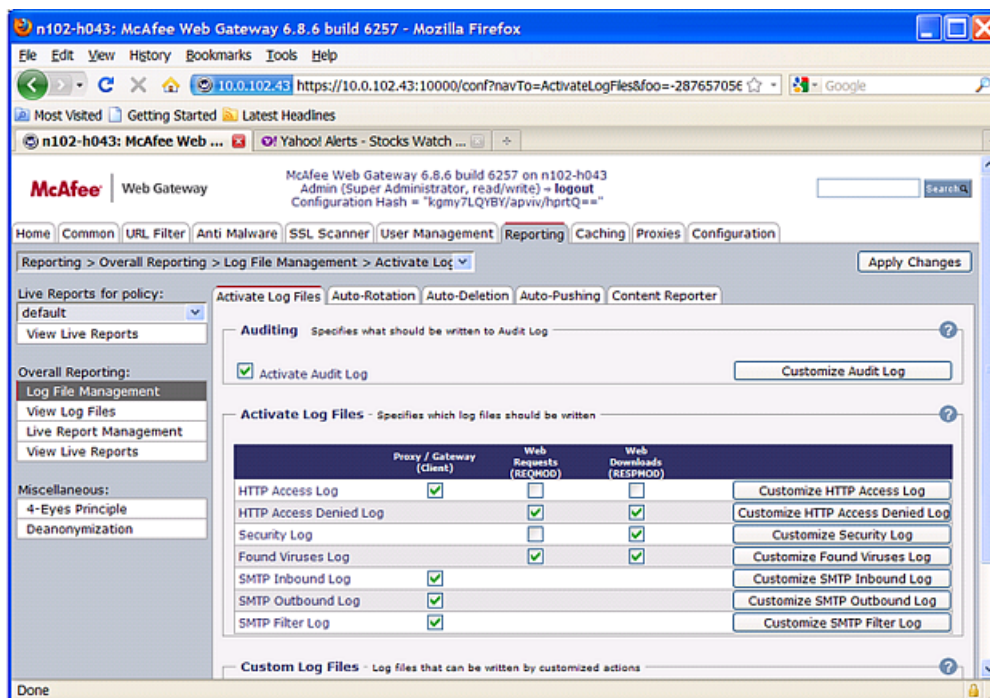 n102-h043: McAfee Web Gateway 6.8.6 build 6257 - Mozilla Firefox
File Edit View History Bookmarks Tools Help
10.0.102.43 https://10.0.102.43:10000/conf?navTo=ActivateLogFiles&foo=-287657056 Google
Most Visited Getting Started Latest Headlines
n102-h043: McAfee Web ... Yahoo! Alerts - Stocks Watch ...
McAfee Web Gateway
McAfee Web Gateway 6.8.6 build 6257 on n102-h043
Admin (Super Administrator, read/write) - logout
Configuration Hash = "kgmy7LQYBY/apviv/hprtQ=="
Search
Home Common URL Filter Anti Malware SSL Scanner User Management Reporting Caching Proxies Configuration
Reporting > Overall Reporting > Log File Management > Activate Log
Apply Changes
Live Reports for policy:
default
View Live Reports
Overall Reporting:
Log File Management
View Log Files
Live Report Management
View Live Reports
Miscellaneous:
4-Eyes Principle
Deanonymization
Activate Log Files Auto-Rotation Auto-Deletion Auto-Pushing Content Reporter
Auditing Specifies what should be written to Audit Log
Activate Audit Log Customize Audit Log
Activate Log Files - Specifies which log files should be written
Proxy / Gateway (Client) Web Requests (REQMOD) Web Downloads (RESPMOD)
HTTP Access Log Customize HTTP Access Log
HTTP Access Denied Log Customize HTTP Access Denied Log
Security Log Customize Security Log
Found Viruses Log Customize Found Viruses Log
SMTP Inbound Log Customize SMTP Inbound Log
SMTP Outbound Log Customize SMTP Outbound Log
SMTP Filter Log Customize SMTP Filter Log
Custom Log Files - Log files that can be written by customized actions
Done